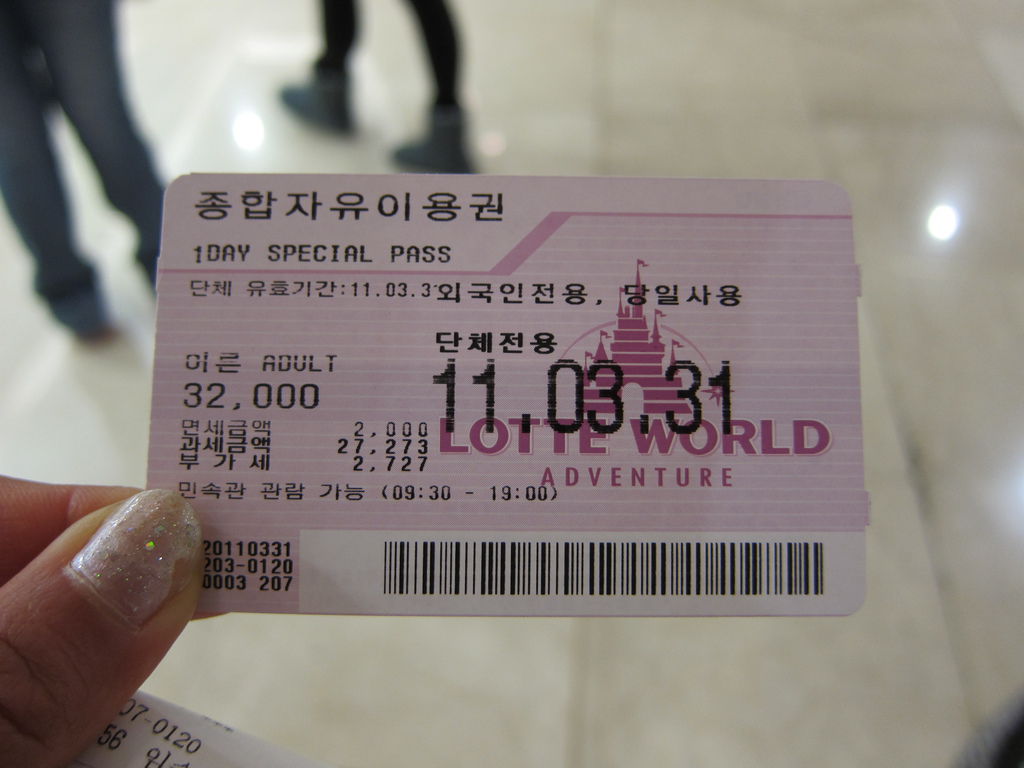 종합자유이용권
1DAY SPECIAL PASS
단체 유효기간:11.03.3외국인전용, 당일사용
단체전용
어른 ADULT
32,000
11.03.31
면세금액 2,000
과세금액 27,273
부가세 2,727
LOTTE WORLD
ADVENTURE
민속관 관람 가능 (09:30 - 19:00)
20110331
203-0120
0003 207
07-0120
56